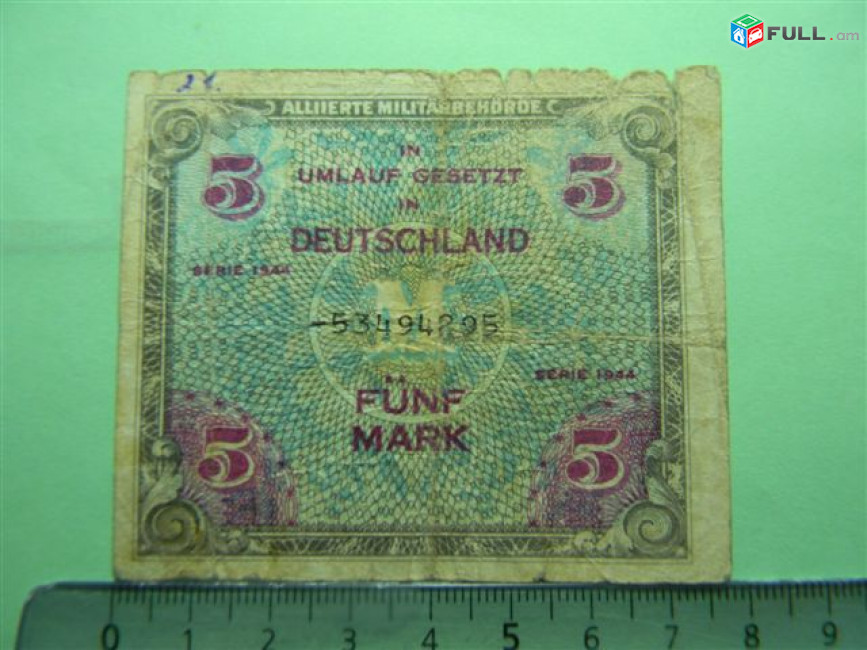 FULL.am
21.
ALLIIERTE MILITÄRBEHÖRDE
5 IN 5
UMLAUF GESETZT
IN
DEUTSCHLAND
SERIE 1944
-53494295
SERIE 1944
FÜNF
5 MARK 5
0 1 2 3 4 5 6 7 8 9